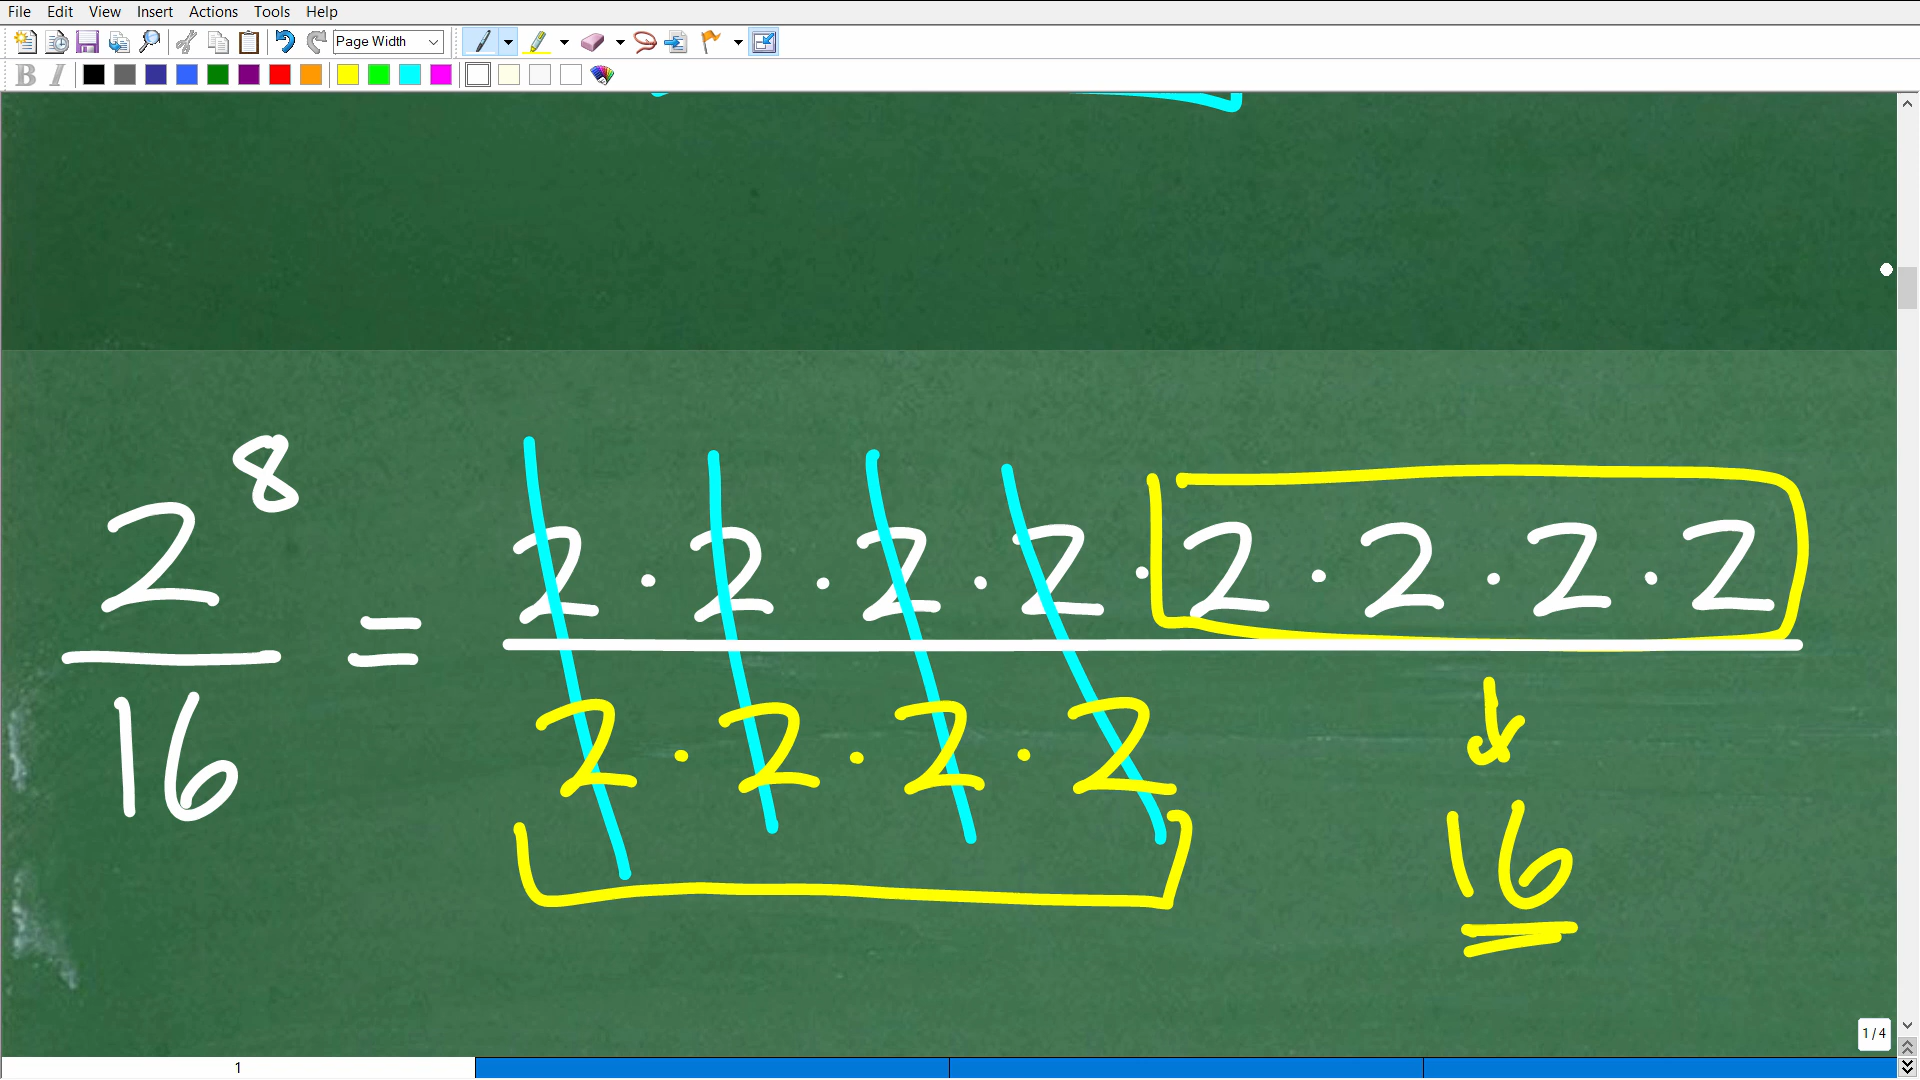 File Edit View Insert Actions Tools Help
Page Width
B I
2^8 / 16 = 2 · 2 · 2 · 2 · 2 · 2 · 2 · 2
2 · 2 · 2 · 2
16
1 / 4
1